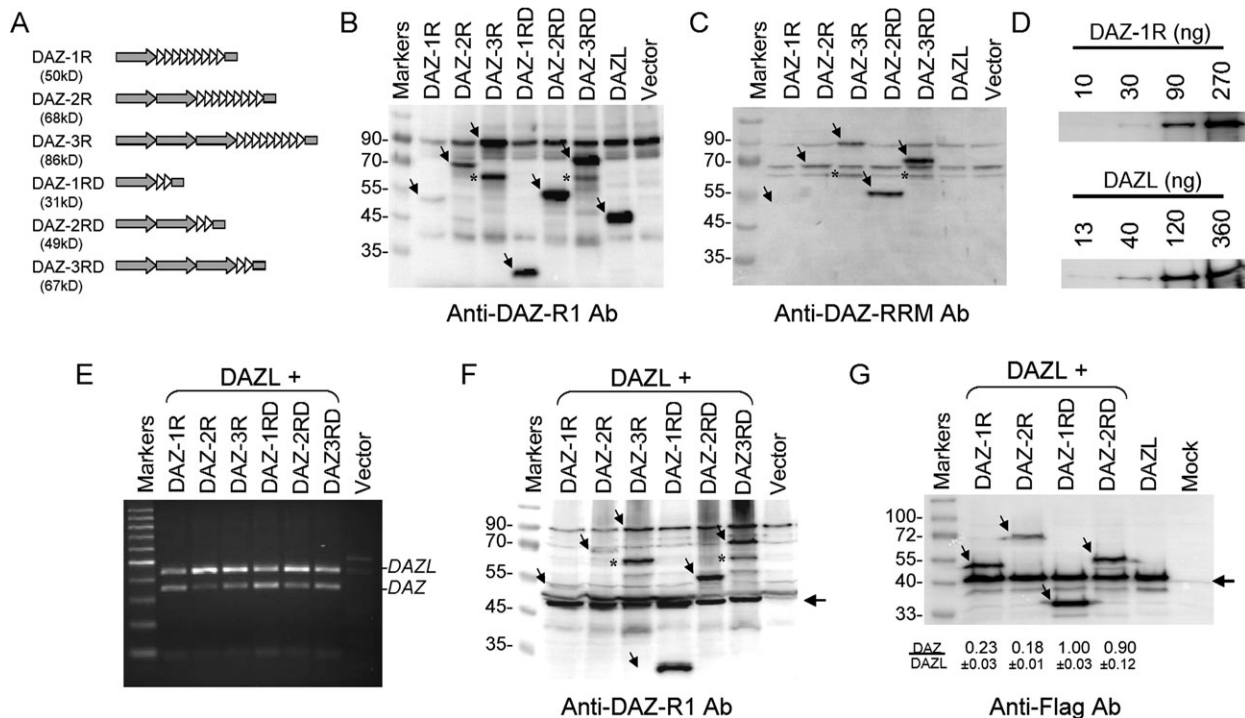 A
DAZ-1R
(50kD)
DAZ-2R
(68kD)
DAZ-3R
(86kD)
DAZ-1RD
(31kD)
DAZ-2RD
(49kD)
DAZ-3RD
(67kD)
B
Markers
DAZ-1R
DAZ-2R
DAZ-3R
DAZ-1RD
DAZ-2RD
DAZ-3RD
DAZL
Vector
90-
70-
55-
45-
35-
*
*
Anti-DAZ-R1 Ab
C
Markers
DAZ-1R
DAZ-2R
DAZ-3R
DAZ-1RD
DAZ-2RD
DAZ-3RD
DAZL
Vector
90-
70-
55-
45-
35-
*
*
Anti-DAZ-RRM Ab
D
DAZ-1R (ng)
10 30 90 270
DAZL (ng)
13 40 120 360
E
DAZL +
Markers
DAZ-1R
DAZ-2R
DAZ-3R
DAZ-1RD
DAZ-2RD
DAZ3RD
Vector
-DAZL
-DAZ
F
DAZL +
Markers
DAZ-1R
DAZ-2R
DAZ-3R
DAZ-1RD
DAZ-2RD
DAZ3RD
Vector
90-
70-
55-
45-
35-
*
*
Anti-DAZ-R1 Ab
G
DAZL +
Markers
DAZ-1R
DAZ-2R
DAZ-1RD
DAZ-2RD
DAZL
Mock
100-
72-
55-
40-
33-
DAZ 0.23 0.18 1.00 0.90
DAZL ±0.03 ±0.01 ±0.03 ±0.12
Anti-Flag Ab